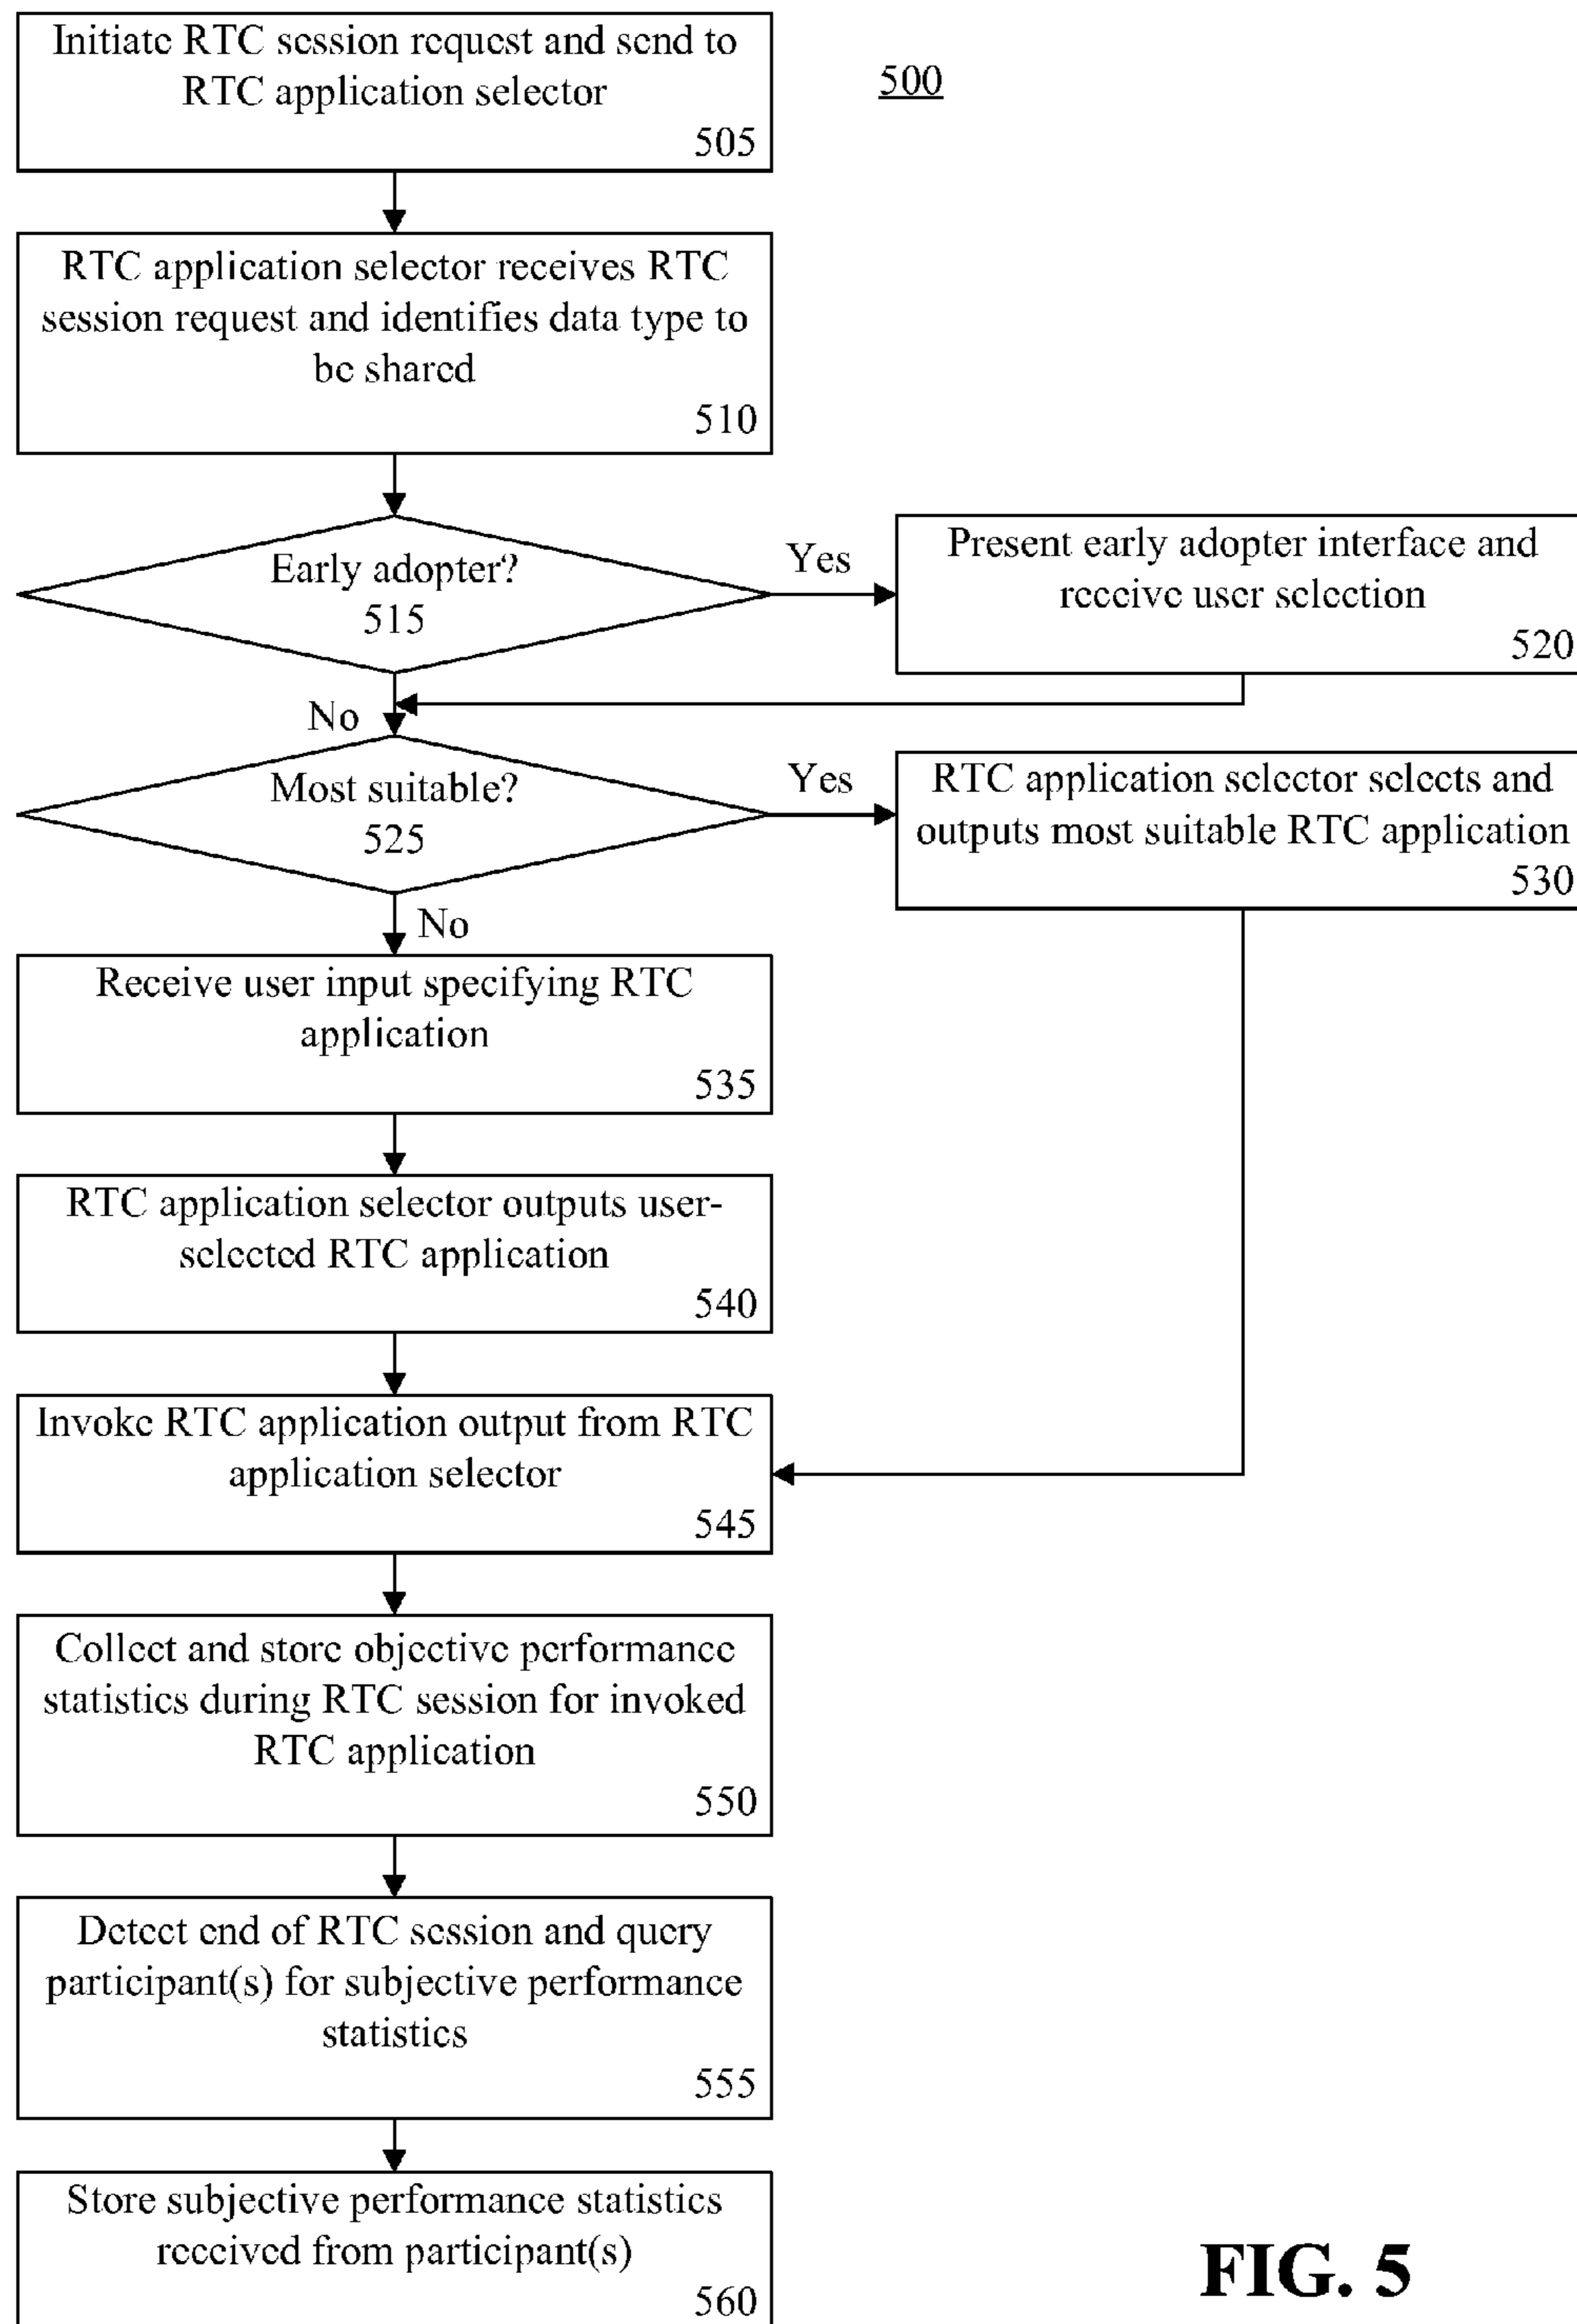 Initiate RTC session request and send to
RTC application selector
505
500
RTC application selector receives RTC
session request and identifies data type to
be shared
510
Early adopter?
515
Yes
Present early adopter interface and
receive user selection
520
No
Most suitable?
525
Yes
RTC application selector selects and
outputs most suitable RTC application
530
No
Receive user input specifying RTC
application
535
RTC application selector outputs user-
selected RTC application
540
Invoke RTC application output from RTC
application selector
545
Collect and store objective performance
statistics during RTC session for invoked
RTC application
550
Detect end of RTC session and query
participant(s) for subjective performance
statistics
555
Store subjective performance statistics
received from participant(s)
560
FIG. 5